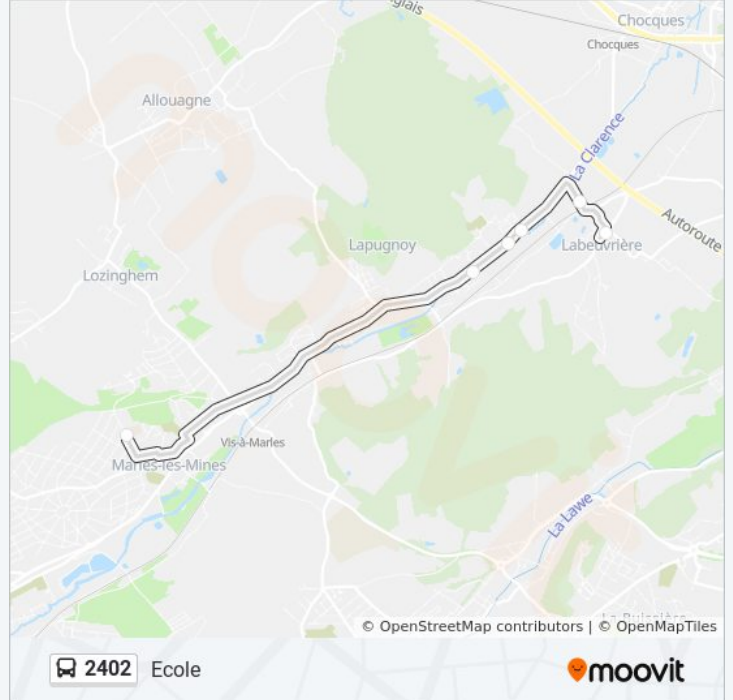 glais
Chocques
Chocques
Allouagne
La Clarence
Autoroute
Lapugnoy
Labeuvrière
Lozinghem
Vis-à-Marles
Marles-les-Mines
La Lawe
© OpenStreetMap contributors | © OpenMapTiles
2402 Ecole
moovit